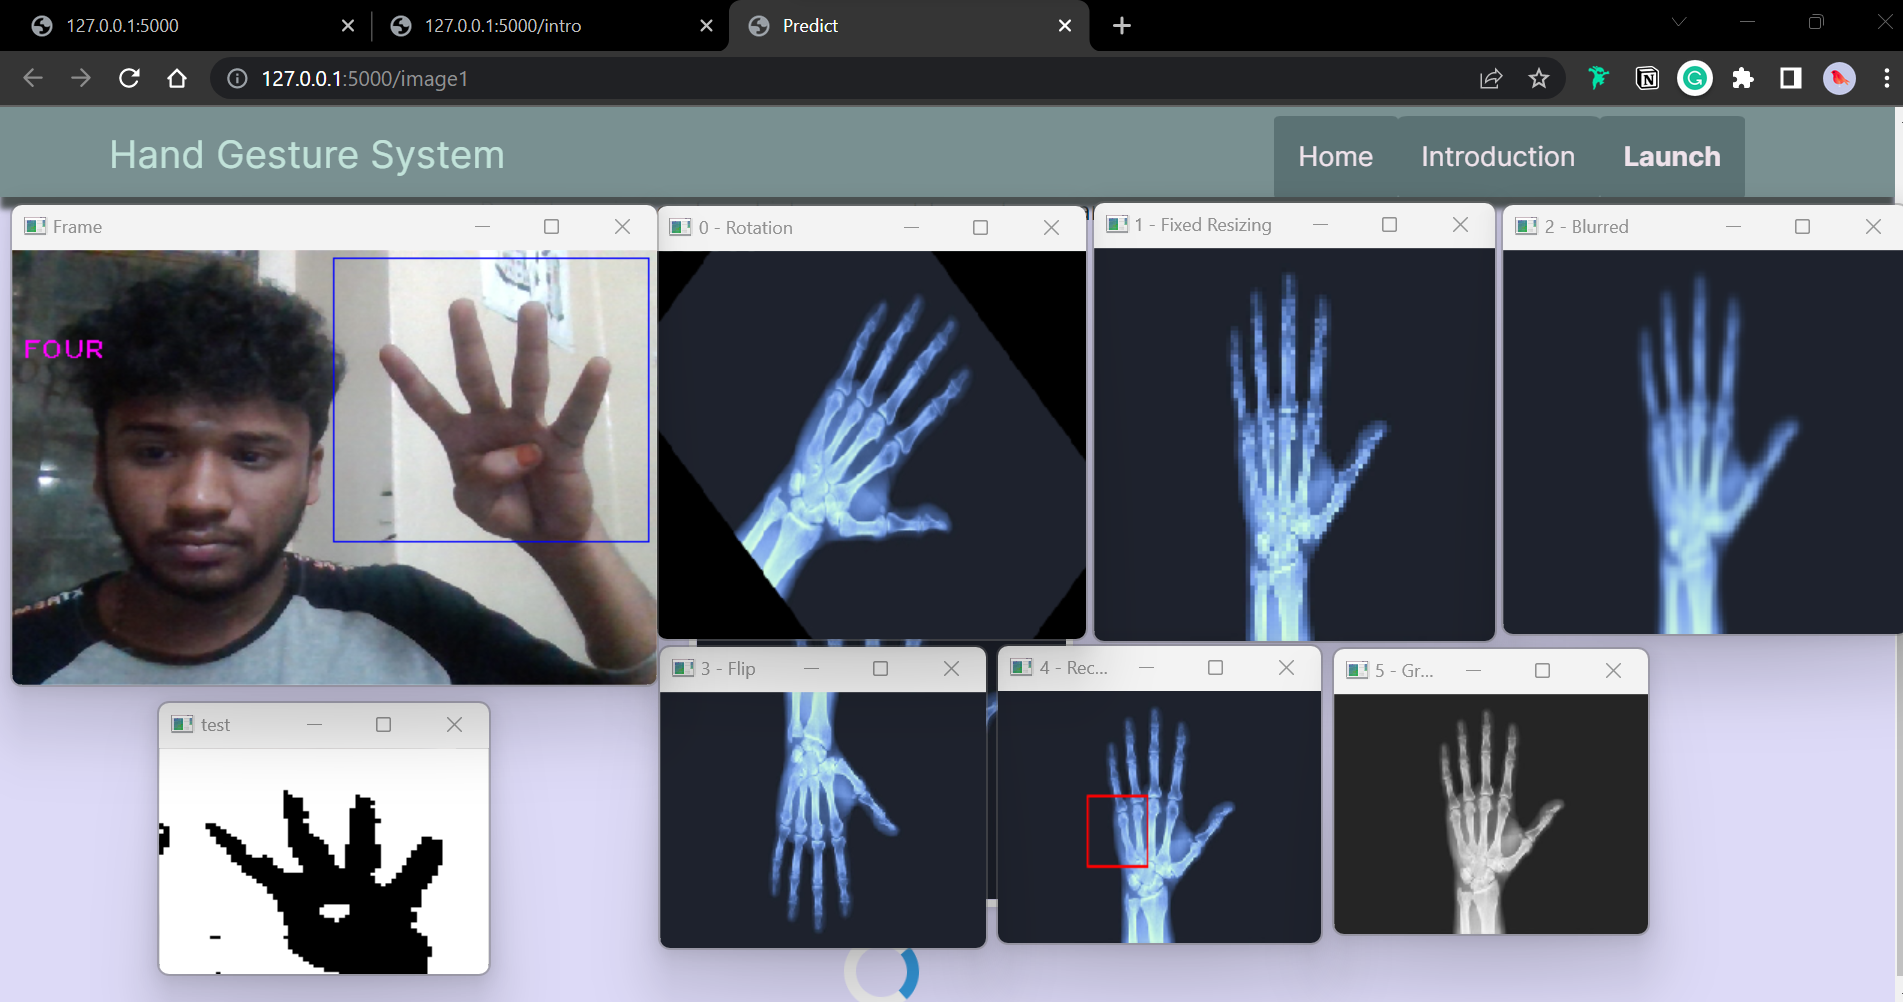 127.0.0.1:5000
127.0.0.1:5000/intro
Predict
127.0.0.1:5000/image1
Hand Gesture System
Home
Introduction
Launch
Frame
0 - Rotation
1 - Fixed Resizing
2 - Blurred
FOUR
3 - Flip
4 - Rec...
5 - Gr...
test